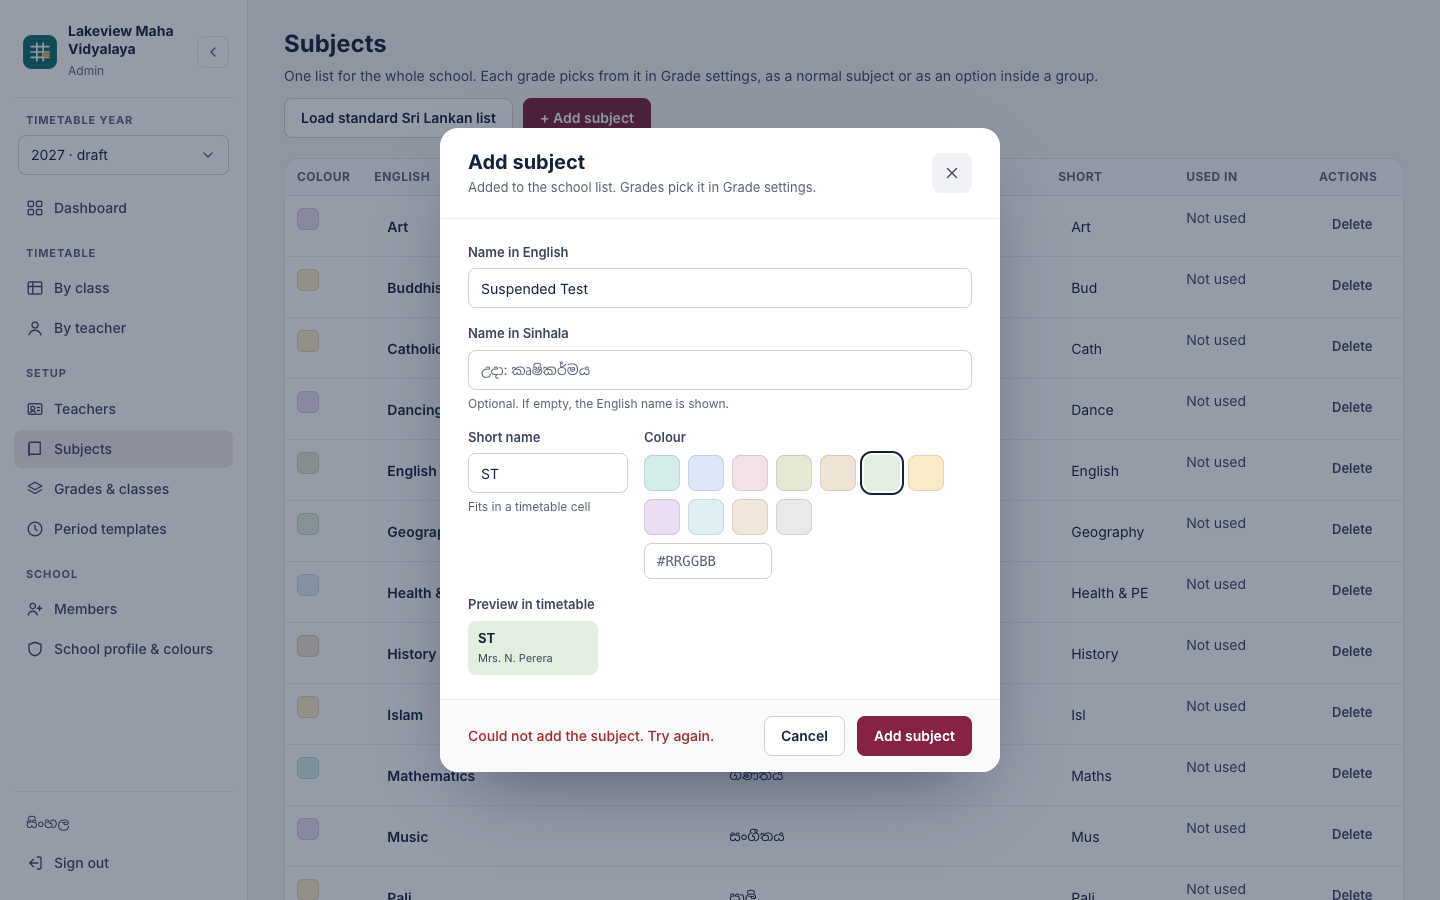 Lakeview Maha
Vidyalaya
Admin
TIMETABLE YEAR
2027 · draft
Dashboard
TIMETABLE
By class
By teacher
SETUP
Teachers
Subjects
Grades & classes
Period templates
SCHOOL
Members
School profile & colours
සිංහල
Sign out
Subjects
One list for the whole school. Each grade picks from it in Grade settings, as a normal subject or as an option inside a group.
Load standard Sri Lankan list
+ Add subject
COLOUR ENGLISH SHORT USED IN ACTIONS
Art Art Not used Delete
Bud Not used Delete
Cath Not used Delete
Dancing Dance Not used Delete
English English Not used Delete
Geography Not used Delete
Health & PE Not used Delete
History History Not used Delete
Islam Isl Not used Delete
Mathematics ගණිතය Maths Not used Delete
Music සංගීතය Mus Not used Delete
Pali පාලි Pali Not used Delete
Add subject
Added to the school list. Grades pick it in Grade settings.
Name in English
Suspended Test
Name in Sinhala
උදා: කෘෂිකර්මය
Optional. If empty, the English name is shown.
Short name
ST
Fits in a timetable cell
Colour
#RRGGBB
Preview in timetable
ST
Mrs. N. Perera
Could not add the subject. Try again.
Cancel
Add subject